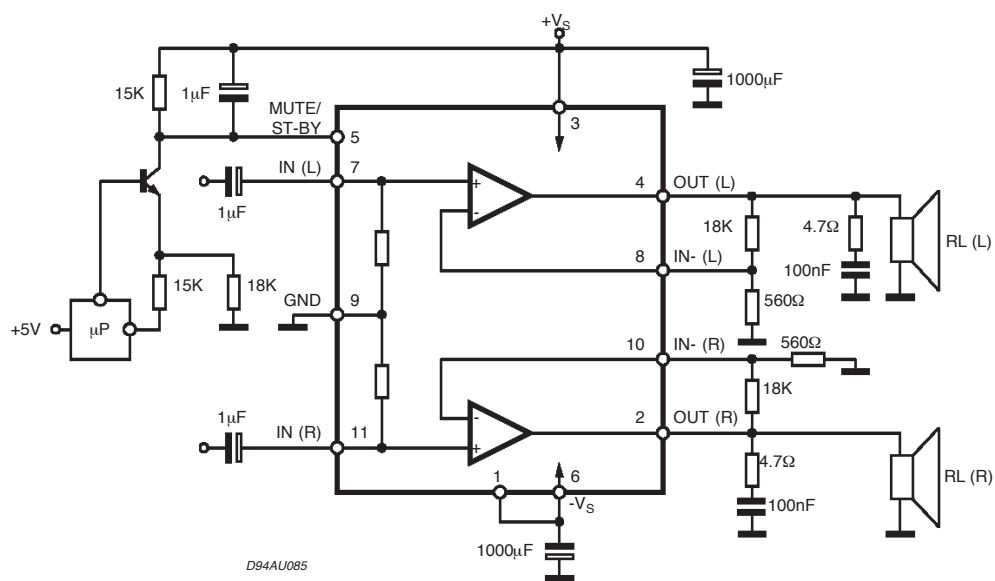 +VS
15K
1µF
1000µF
MUTE/
ST-BY
5
3
IN (L)
7
1µF
+
-
4
OUT (L)
18K
4.7Ω
RL (L)
8
IN- (L)
100nF
15K
18K
GND
9
560Ω
+5V
µP
10
IN- (R)
560Ω
18K
1µF
IN (R)
11
-
+
2
OUT (R)
4.7Ω
RL (R)
1
6
-VS
100nF
1000µF
D94AU085